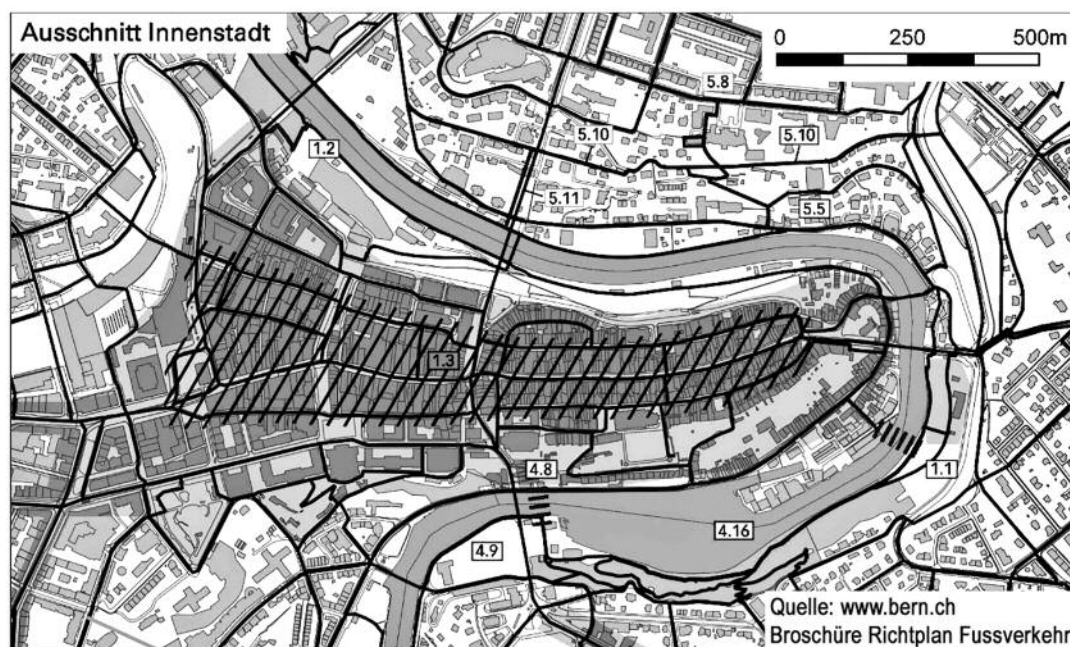 Ausschnitt Innenstadt
0 250 500m
5.8
5.10
5.10
1.2
5.11
5.5
1.3
4.8
1.1
4.16
4.9
Quelle: www.bern.ch
Broschüre Richtplan Fussverkehr